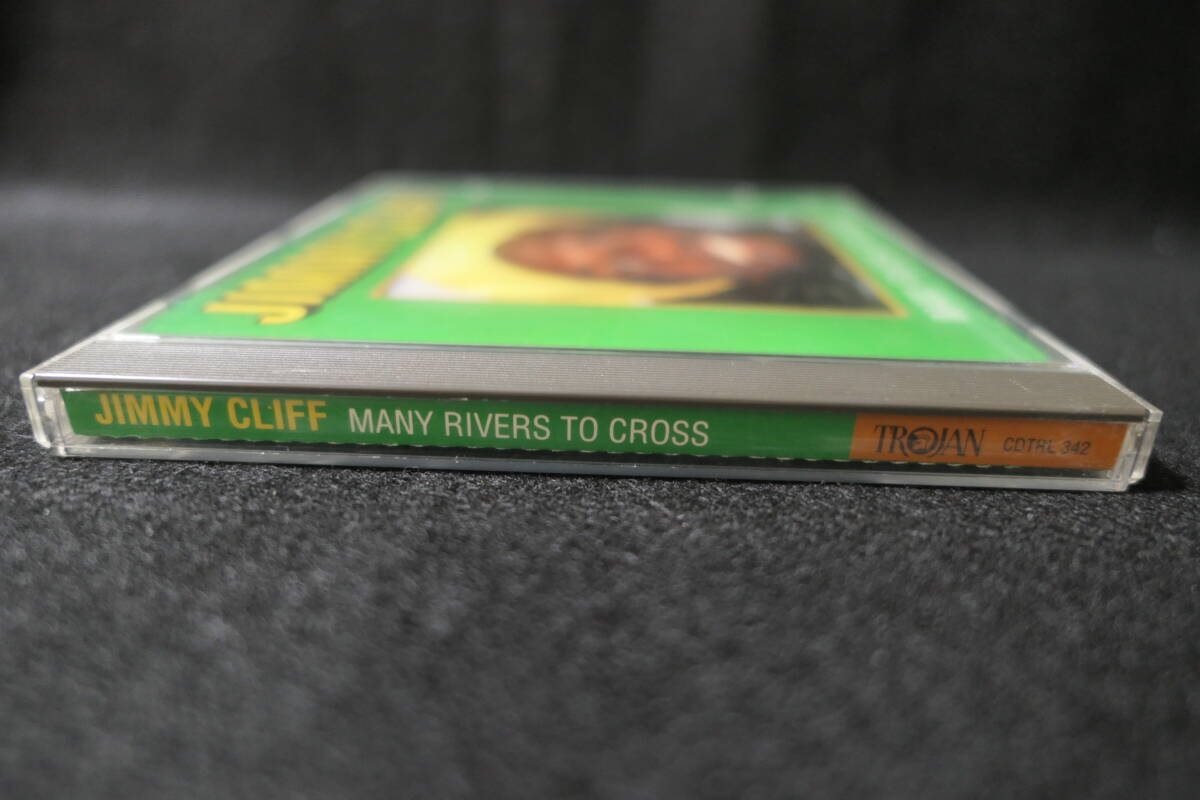 JIMMY CLIFF MANY RIVERS TO CROSS TROJAN CDTRL 342